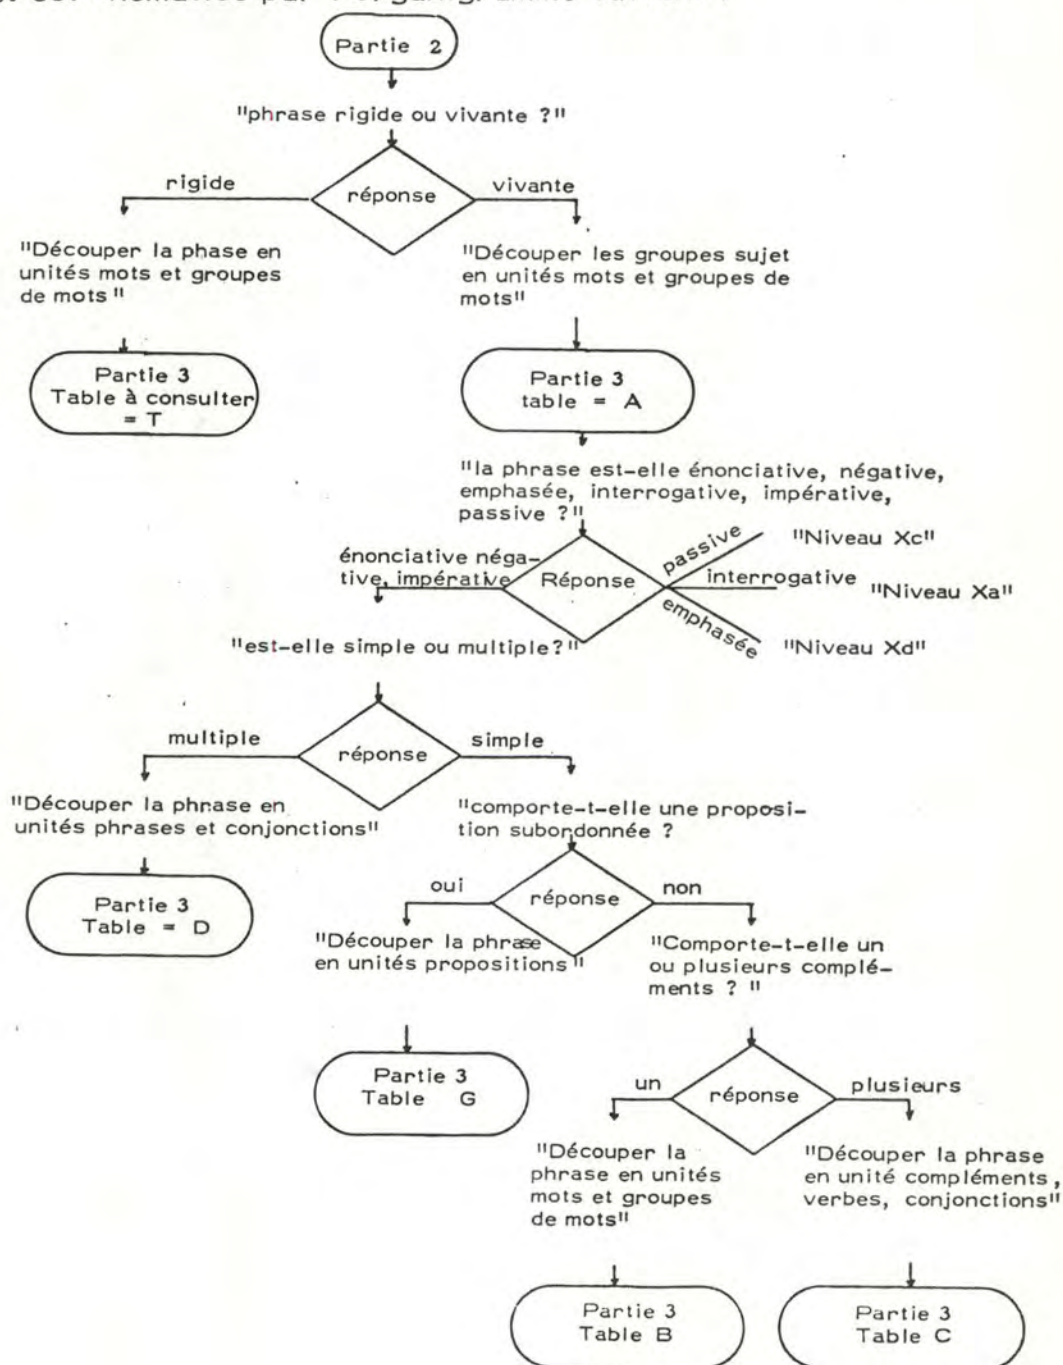 Partie 2
"phrase rigide ou vivante ?"
rigide
réponse
vivante
"Découper la phase en
unités mots et groupes
de mots"
"Découper les groupes sujet
en unités mots et groupes de
mots"
Partie 3
Table à consulter
= T
Partie 3
table = A
"la phrase est-elle énonciative, négative,
emphasée, interrogative, impérative,
passive ?"
énonciative néga-
tive, impérative
Réponse
passive
"Niveau Xc"
interrogative
"Niveau Xa"
emphasée
"Niveau Xd"
"est-elle simple ou multiple?"
multiple
réponse
simple
"Découper la phrase en
unités phrases et conjonctions"
"comporte-t-elle une proposi-
tion subordonnée ?
Partie 3
Table = D
oui
réponse
non
"Découper la phrase
en unités propositions"
"Comporte-t-elle un
ou plusieurs complé-
ments ? "
Partie 3
Table G
un
réponse
plusieurs
"Découper la
phrase en unités
mots et groupes
de mots"
"Découper la phrase
en unité compléments,
verbes, conjonctions"
Partie 3
Table B
Partie 3
Table C